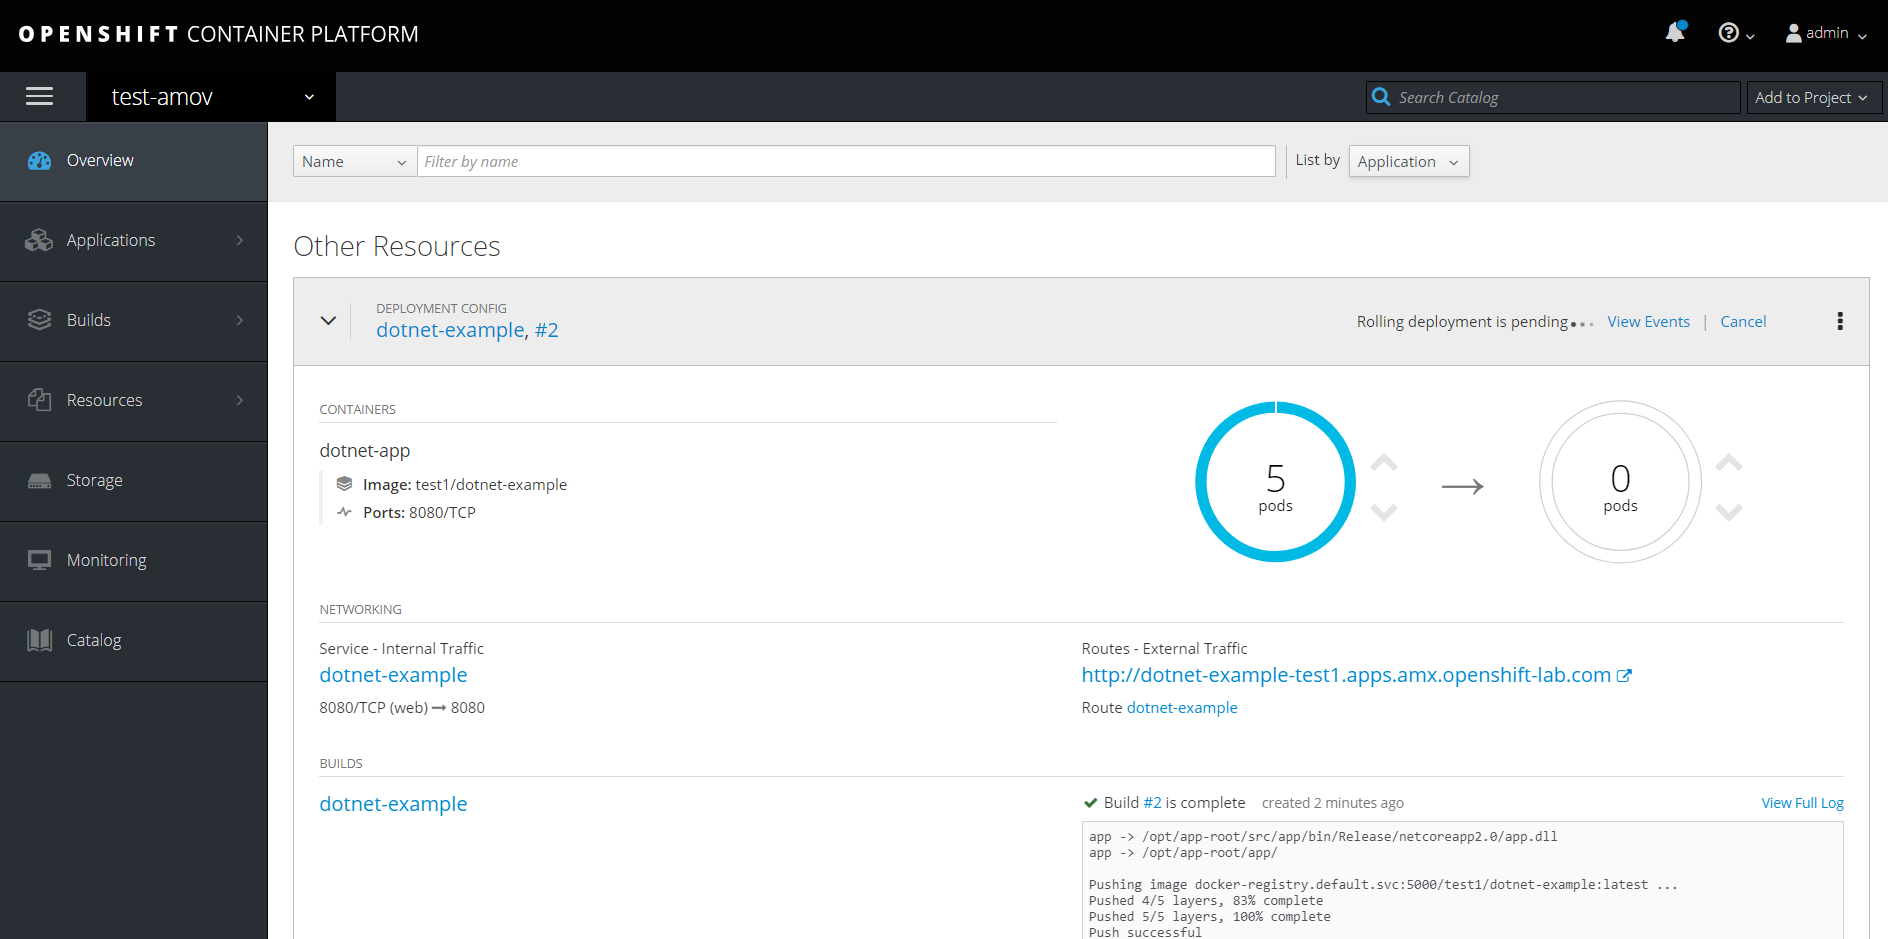 OPENSHIFT CONTAINER PLATFORM
admin
test-amov
Search Catalog
Add to Project
Overview
Applications
Builds
Resources
Storage
Monitoring
Catalog
Name
Filter by name
List by
Application
Other Resources
DEPLOYMENT CONFIG
dotnet-example, #2
Rolling deployment is pending... View Events | Cancel
CONTAINERS
dotnet-app
Image: test1/dotnet-example
Ports: 8080/TCP
5
pods
0
pods
NETWORKING
Service - Internal Traffic
dotnet-example
8080/TCP (web) → 8080
Routes - External Traffic
http://dotnet-example-test1.apps.amx.openshift-lab.com
Route dotnet-example
BUILDS
dotnet-example
Build #2 is complete created 2 minutes ago
View Full Log
app -> /opt/app-root/src/app/bin/Release/netcoreapp2.0/app.dll
app -> /opt/app-root/app/
Pushing image docker-registry.default.svc:5000/test1/dotnet-example:latest ...
Pushed 4/5 layers, 83% complete
Pushed 5/5 layers, 100% complete
Push successful